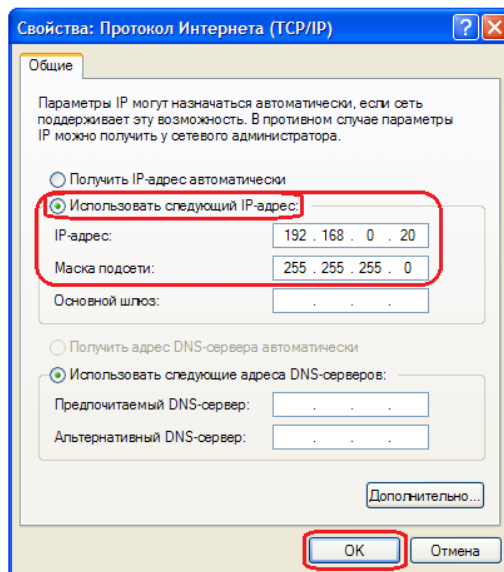 Свойства: Протокол Интернета (TCP/IP)
Общие
Параметры IP могут назначаться автоматически, если сеть
поддерживает эту возможность. В противном случае параметры
IP можно получить у сетевого администратора.
Получить IP-адрес автоматически
Использовать следующий IP-адрес:
IP-адрес: 192 . 168 . 0 . 20
Маска подсети: 255 . 255 . 255 . 0
Основной шлюз: . . .
Получить адрес DNS-сервера автоматически
Использовать следующие адреса DNS-серверов:
Предпочитаемый DNS-сервер: . . .
Альтернативный DNS-сервер: . . .
Дополнительно...
OK Отмена